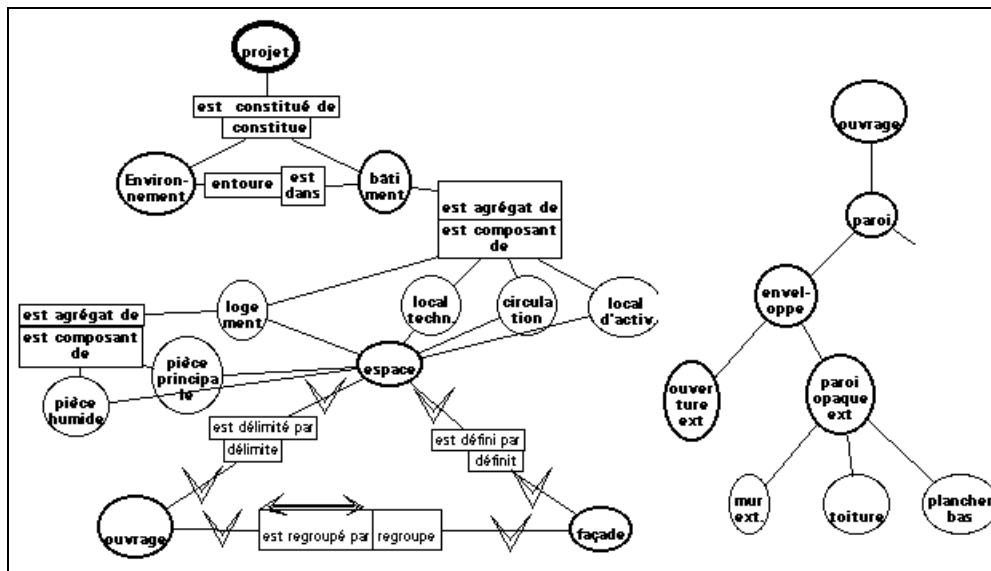 projet
est constitué de
constitue
Environ-
nement
entoure
est
dans
bâti
ment
est agrégat de
est composant
de
est agrégat de
est composant
de
loge
ment
local
techn.
circula
tion
local
d'activ.
pièce
principa
le
pièce
humide
espace
est délimité par
délimite
est défini par
définit
ouvrage
est regroupé par
regroupe
façade
ouvrage
paroi
envel-
oppe
ouver
ture
ext
paroi
opaque
ext
mur
ext.
toiture
plancher
bas